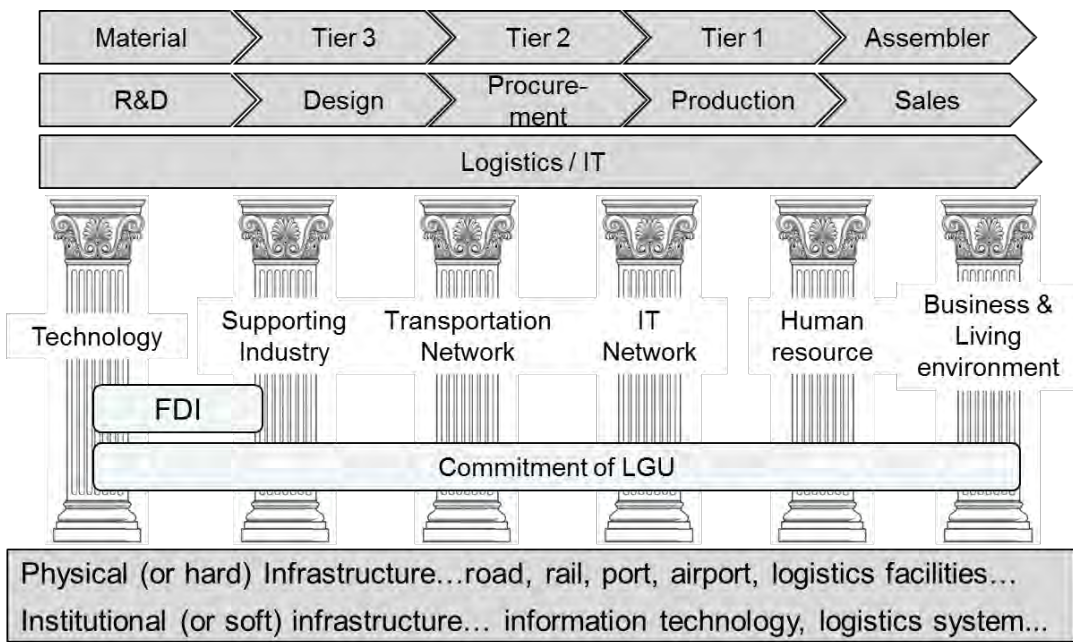 Material
Tier 3
Tier 2
Tier 1
Assembler
R&D
Design
Procure-
ment
Production
Sales
Logistics / IT
Technology
Supporting
Industry
Transportation
Network
IT
Network
Human
resource
Business &
Living
environment
FDI
Commitment of LGU
Physical (or hard) Infrastructure…road, rail, port, airport, logistics facilities…
Institutional (or soft) infrastructure… information technology, logistics system...